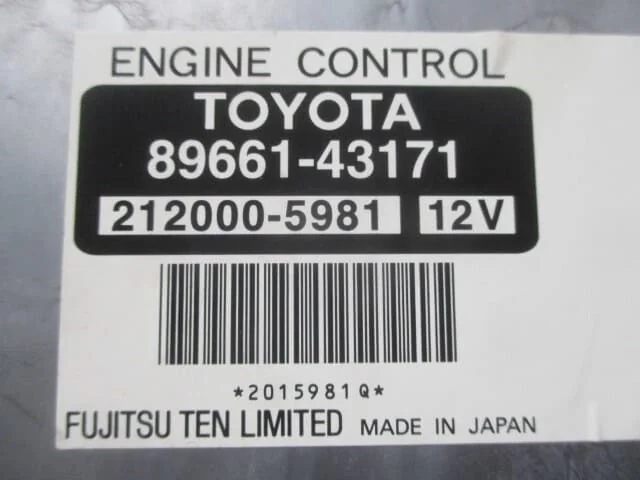 ENGINE CONTROL
TOYOTA
89661-43171
212000-5981 12V
*2015981Q*
FUJITSU TEN LIMITED MADE IN JAPAN